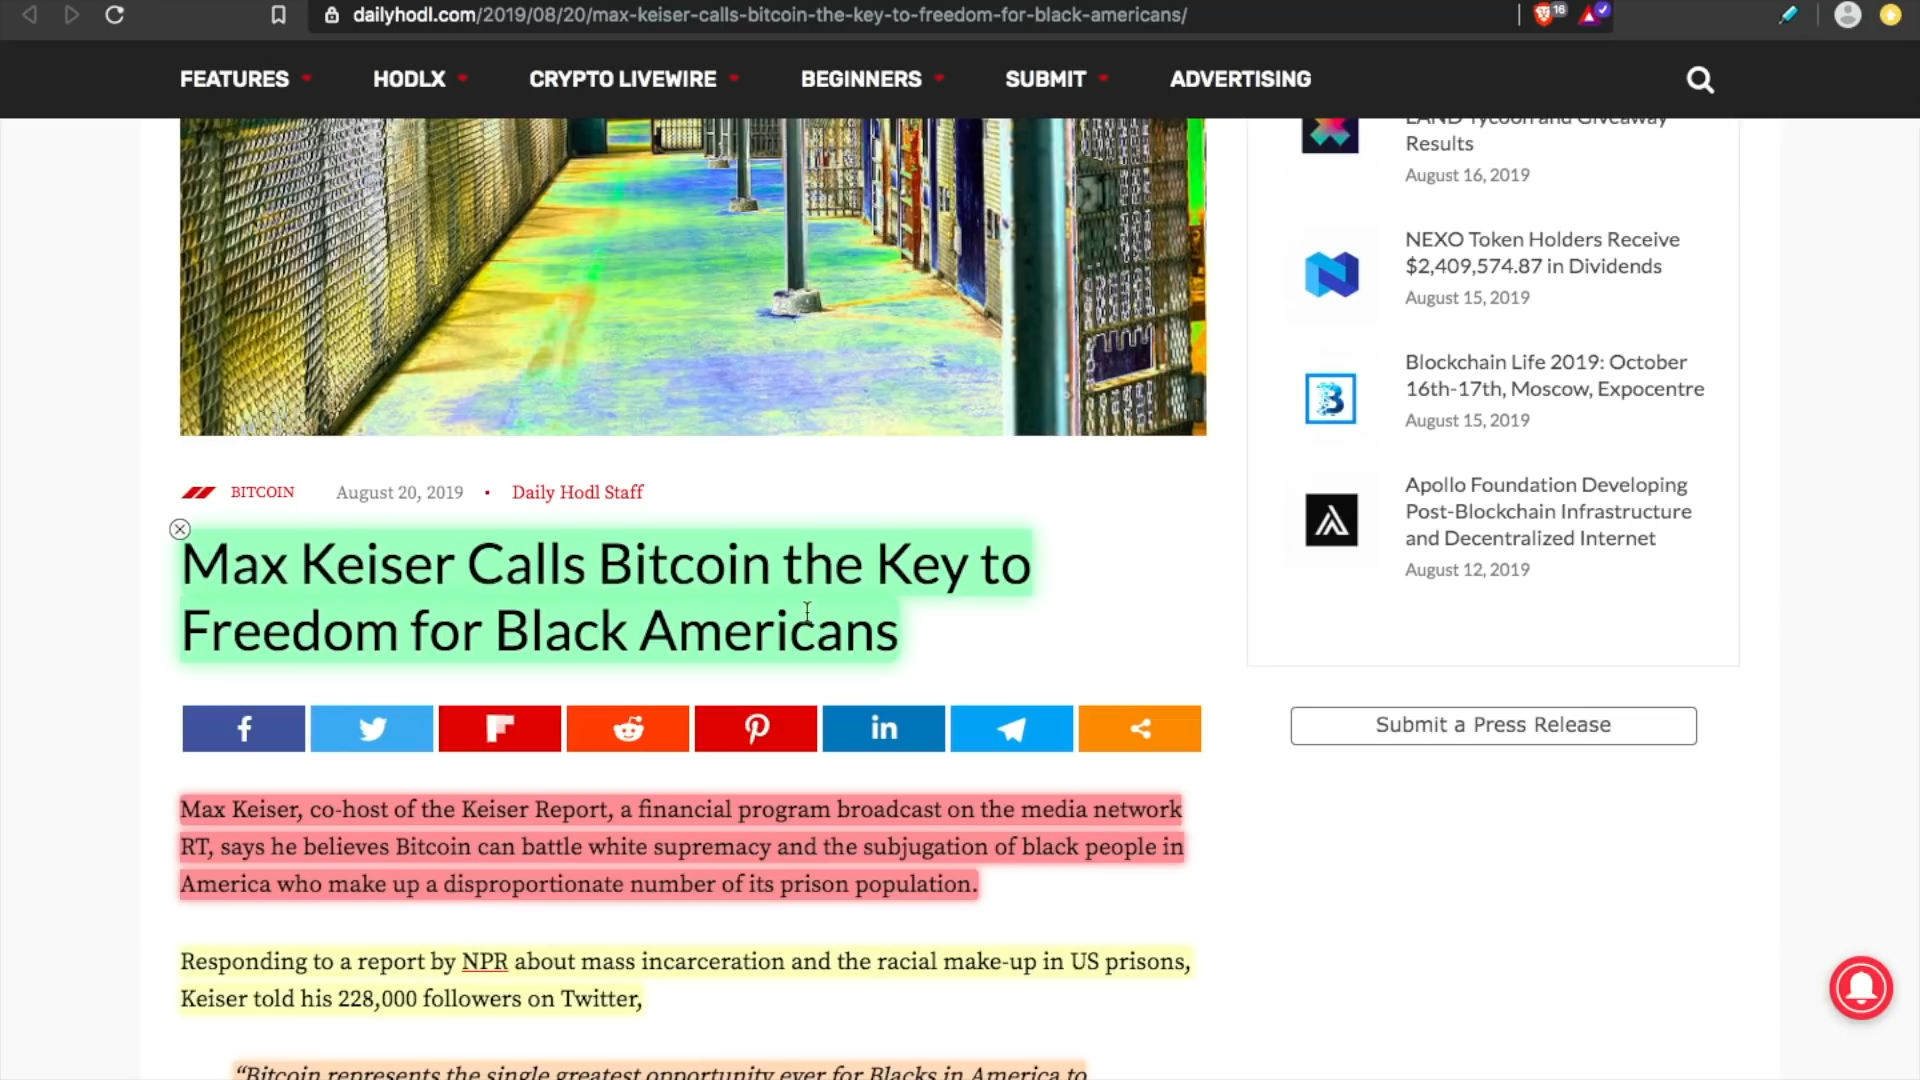 dailyhodl.com/2019/08/20/max-keiser-calls-bitcoin-the-key-to-freedom-for-black-americans/
16
FEATURES
HODLX
CRYPTO LIVEWIRE
BEGINNERS
SUBMIT
ADVERTISING
LAND Tycoon and Giveaway
Results
August 16, 2019
NEXO Token Holders Receive
$2,409,574.87 in Dividends
August 15, 2019
Blockchain Life 2019: October
16th-17th, Moscow, Expocentre
August 15, 2019
Apollo Foundation Developing
Post-Blockchain Infrastructure
and Decentralized Internet
August 12, 2019
Submit a Press Release
BITCOIN August 20, 2019 • Daily Hodl Staff
Max Keiser Calls Bitcoin the Key to
Freedom for Black Americans
Max Keiser, co-host of the Keiser Report, a financial program broadcast on the media network
RT, says he believes Bitcoin can battle white supremacy and the subjugation of black people in
America who make up a disproportionate number of its prison population.
Responding to a report by NPR about mass incarceration and the racial make-up in US prisons,
Keiser told his 228,000 followers on Twitter,
“Bitcoin represents the single greatest opportunity ever for Blacks in America to